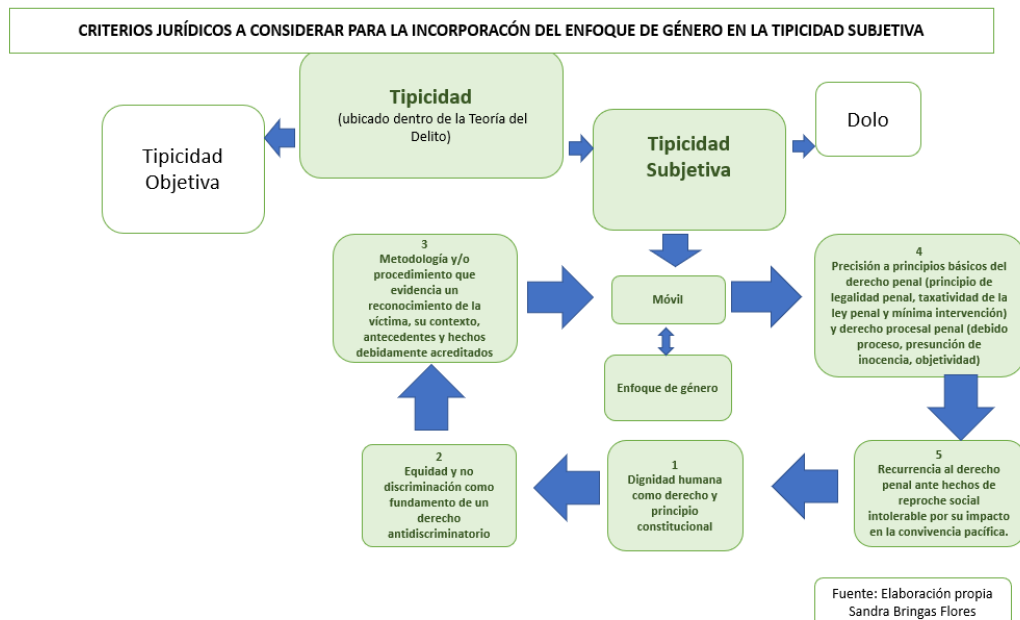 CRITERIOS JURÍDICOS A CONSIDERAR PARA LA INCORPORACÓN DEL ENFOQUE DE GÉNERO EN LA TIPICIDAD SUBJETIVA
Tipicidad
(ubicado dentro de la Teoría del
Delito)
Tipicidad
Objetiva
Tipicidad
Subjetiva
Dolo
3
Metodología y/o
procedimiento que
evidencia un
reconocimiento de la
víctima, su contexto,
antecedentes y hechos
debidamente acreditados
Móvil
4
Precisión a principios básicos del
derecho penal (principio de
legalidad penal, taxatividad de la
ley penal y mínima intervención) y
derecho procesal penal (debido
proceso, presunción de
inocencia, objetividad)
Enfoque de género
2
Equidad y no
discriminación como
fundamento de un
derecho
antidiscriminatorio
1
Dignidad humana
como derecho y
principio
constitucional
5
Recurrencia al derecho
penal ante hechos de
reproche social
intolerable por su impacto
en la convivencia pacífica.
Fuente: Elaboración propia
Sandra Bringas Flores